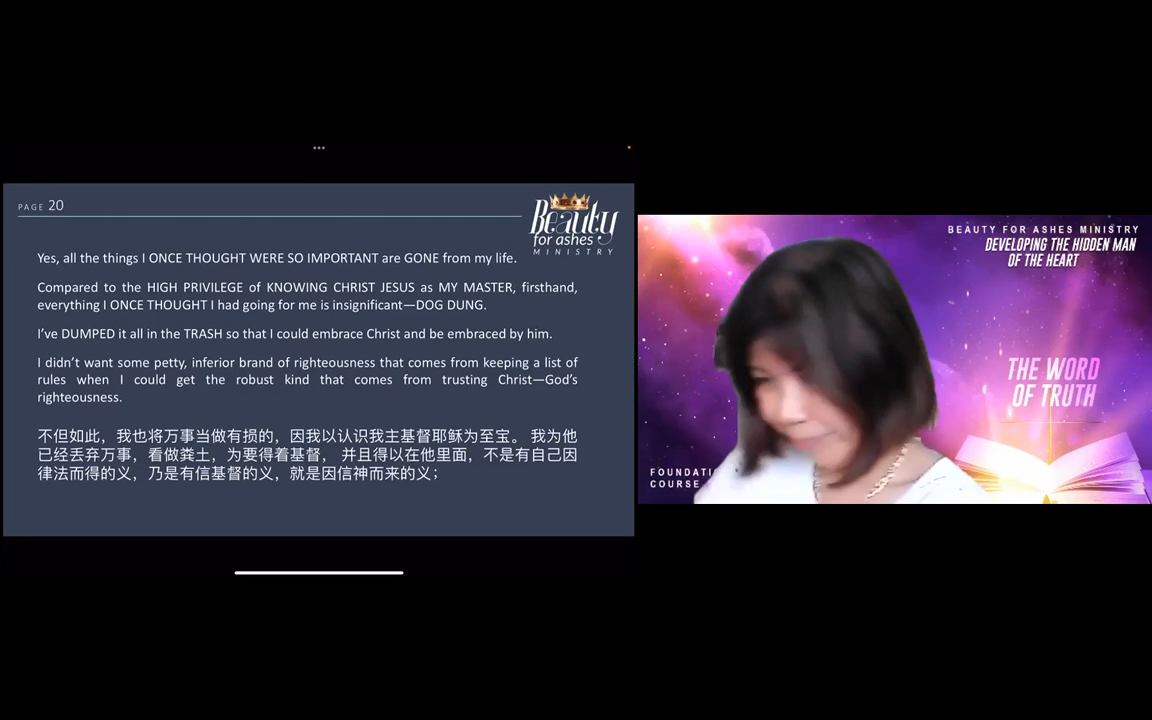 PAGE 20
Beauty
for ashes
MINISTRY
Yes, all the things I ONCE THOUGHT WERE SO IMPORTANT are GONE from my life.
Compared to the HIGH PRIVILEGE of KNOWING CHRIST JESUS as MY MASTER, firsthand,
everything I ONCE THOUGHT I had going for me is insignificant—DOG DUNG.
I’ve DUMPED it all in the TRASH so that I could embrace Christ and be embraced by him.
I didn’t want some petty, inferior brand of righteousness that comes from keeping a list of
rules when I could get the robust kind that comes from trusting Christ—God’s
righteousness.
不但如此，我也将万事当做有损的，因我以认识我主基督耶稣为至宝。 我为他
已经丢弃万事，看做粪土，为要得着基督， 并且得以在他里面，不是有自己因
律法而得的义，乃是有信基督的义，就是因信神而来的义；
BEAUTY FOR ASHES MINISTRY
DEVELOPING THE HIDDEN MAN
OF THE HEART
THE WORD
OF TRUTH
COURSE